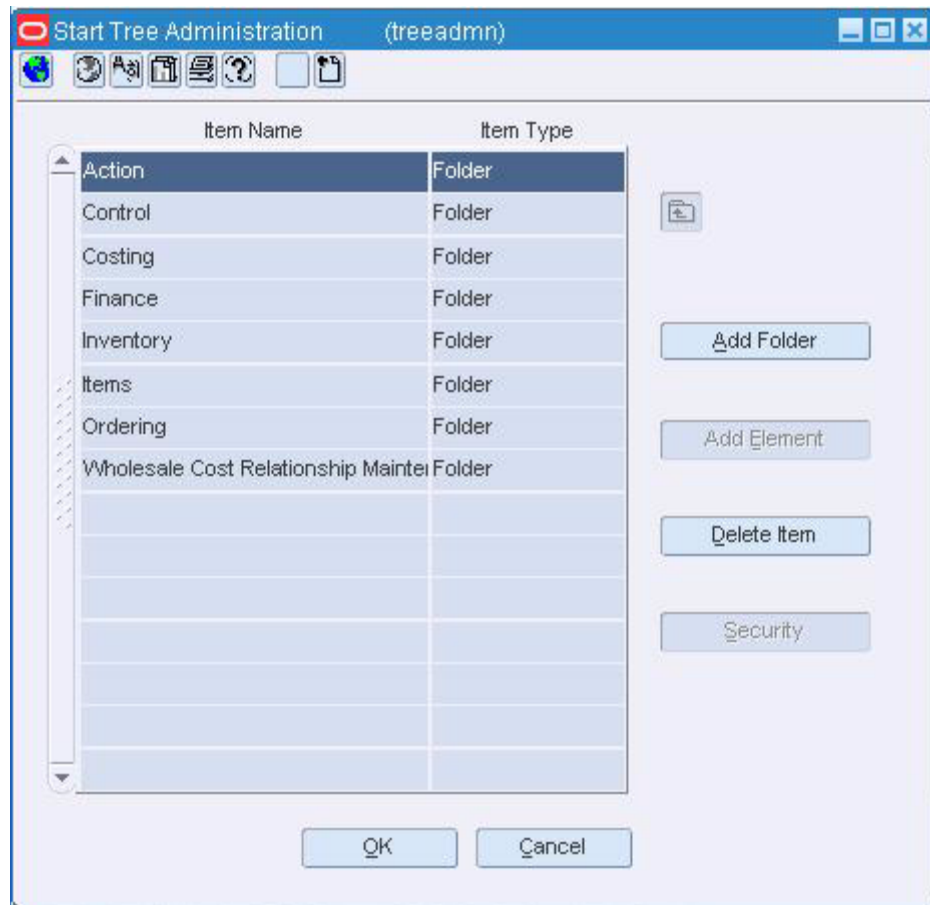 Start Tree Administration (treeadmn)
Item Name Item Type
Action Folder
Control Folder
Costing Folder
Finance Folder
Inventory Folder
Items Folder
Ordering Folder
Wholesale Cost Relationship Mainte Folder
Add Folder
Add Element
Delete Item
Security
OK Cancel